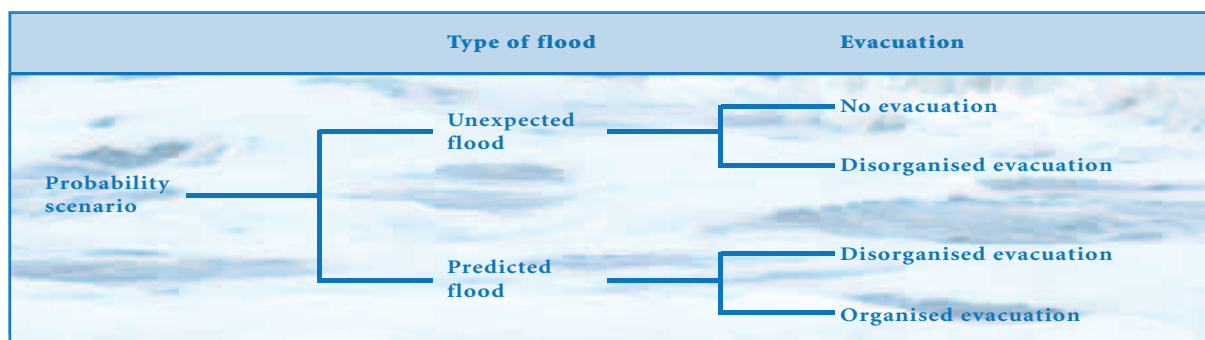 Type of flood Evacuation
No evacuation
Unexpected
flood
Disorganised evacuation
Probability
scenario
Disorganised evacuation
Predicted
flood
Organised evacuation